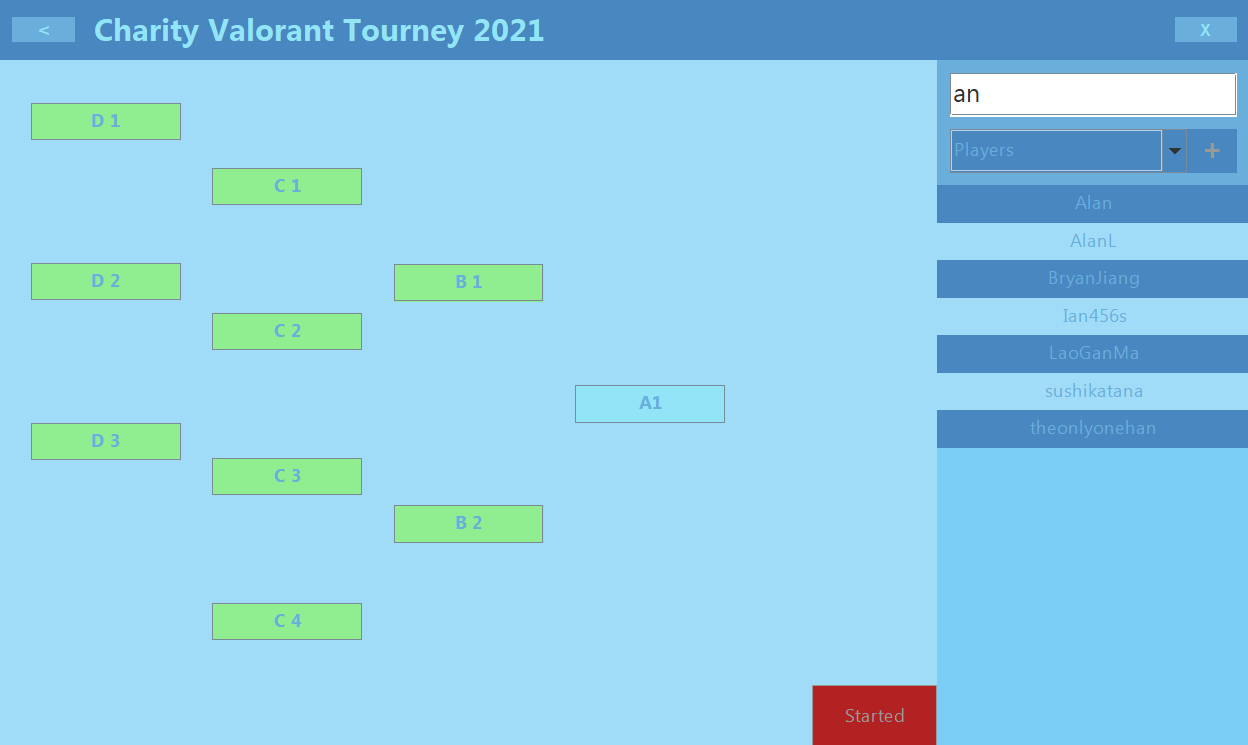 <
Charity Valorant Tourney 2021
X
an
Players
+
D 1
C 1
D 2
B 1
C 2
A1
D 3
C 3
B 2
C 4
Alan
AlanL
BryanJiang
Ian456s
LaoGanMa
sushikatana
theonlyonehan
Started